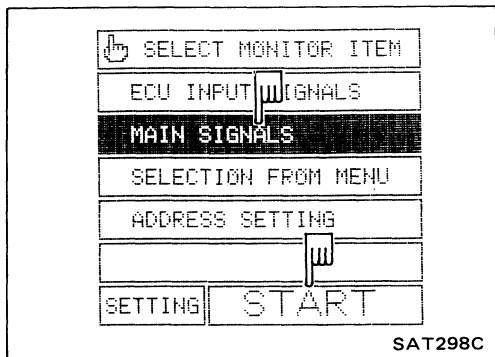 SELECT MONITOR ITEM
ECU INPUT SIGNALS
MAIN SIGNALS
SELECTION FROM MENU
ADDRESS SETTING
SETTING START
SAT298C